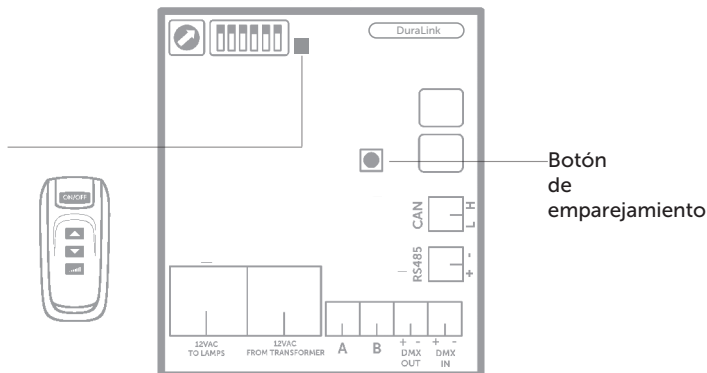 DuraLink
Botón
de
emparejamiento
ON/OFF
CAN
H
L
RS485
-
+
12VAC
TO LAMPS
12VAC
FROM TRANSFORMER
A
B
+ -
DMX
OUT
+ -
DMX
IN